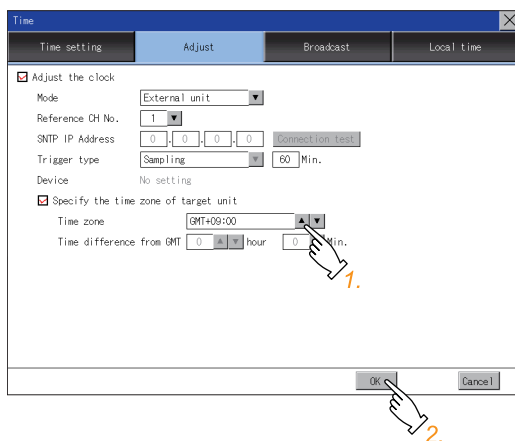 Time
Time setting Adjust Broadcast Local time
Adjust the clock
Mode External unit
Reference CH No. 1
SNTP IP Address 0 . 0 . 0 . 0 Connection test
Trigger type Sampling 60 Min.
Device No setting
Specify the time zone of target unit
Time zone GMT+09:00
Time difference from GMT 0 hour 0 Min.
1.
OK Cancel
2.